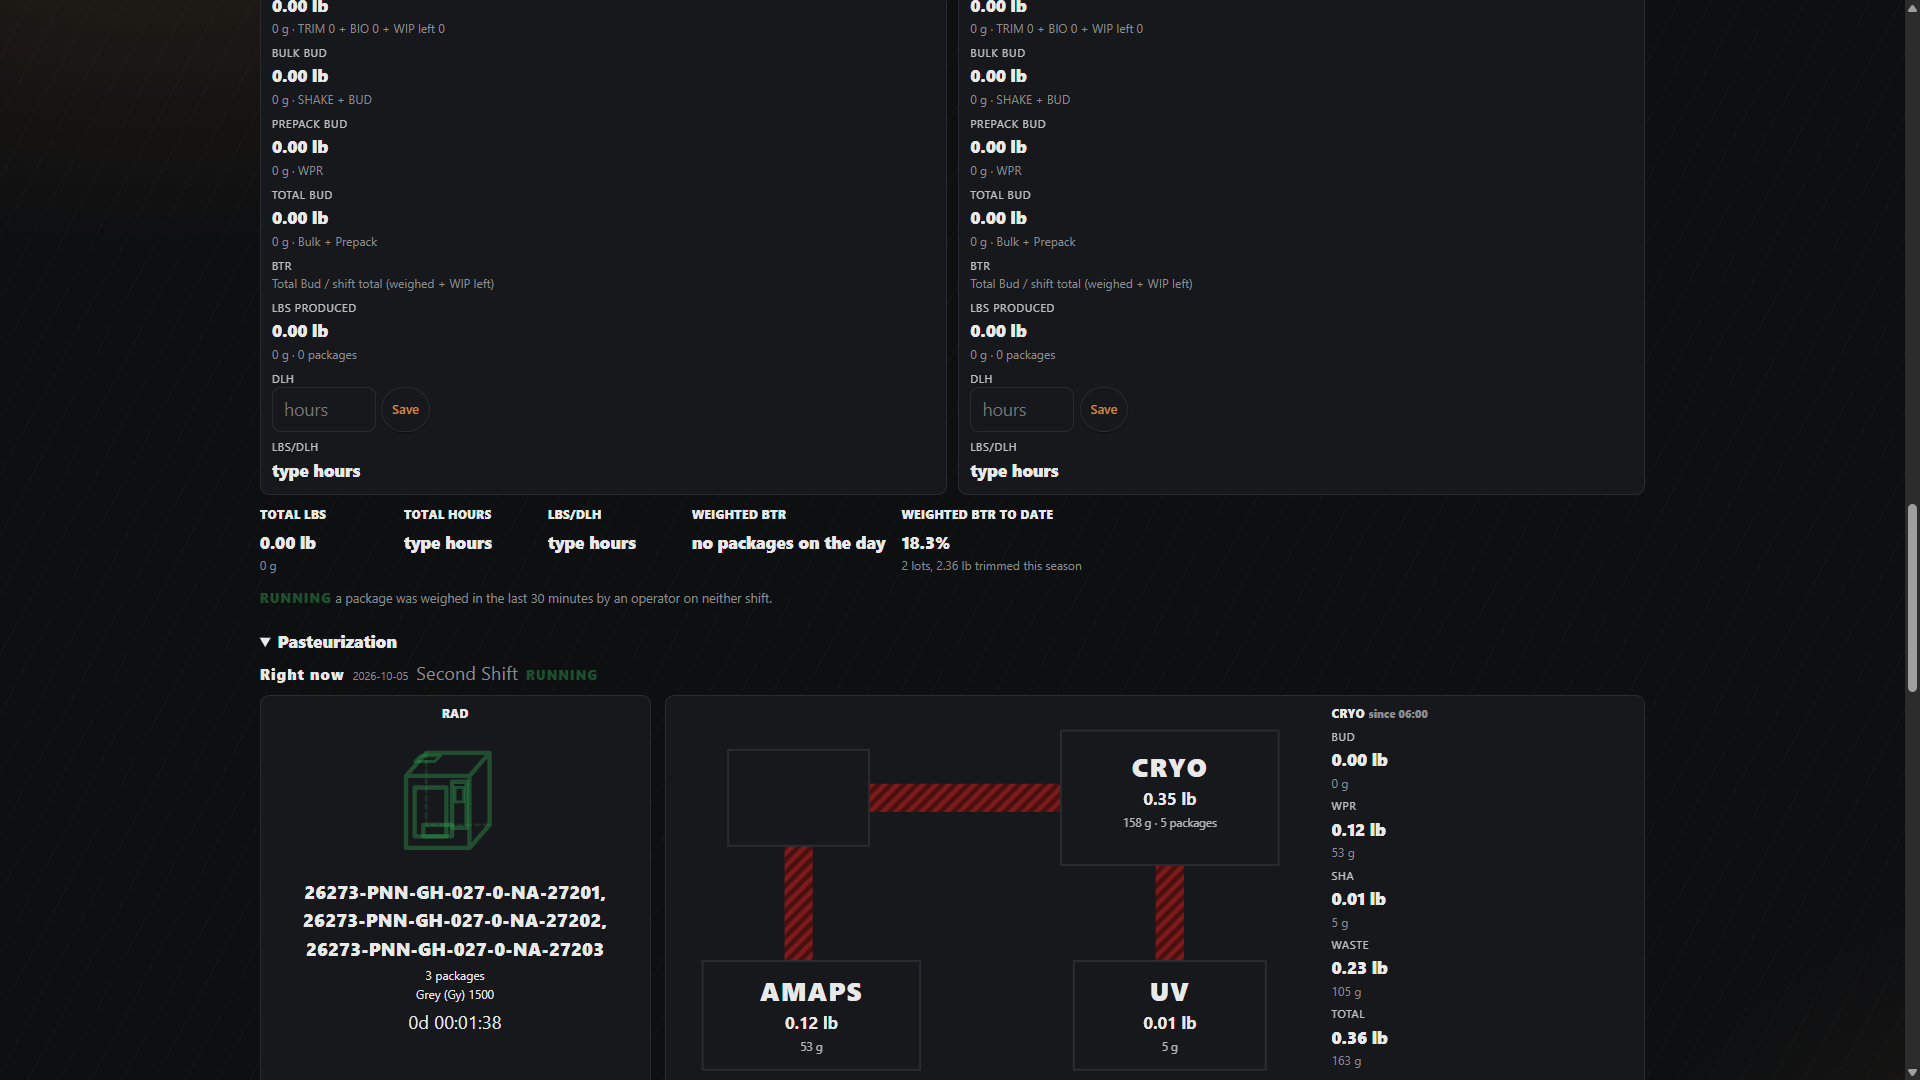 0.00 lb
0 g · TRIM 0 + BIO 0 + WIP left 0
BULK BUD
0.00 lb
0 g · SHAKE + BUD
PREPACK BUD
0.00 lb
0 g · WPR
TOTAL BUD
0.00 lb
0 g · Bulk + Prepack
BTR
Total Bud / shift total (weighed + WIP left)
LBS PRODUCED
0.00 lb
0 g · 0 packages
DLH
hours Save
LBS/DLH
type hours
0.00 lb
0 g · TRIM 0 + BIO 0 + WIP left 0
BULK BUD
0.00 lb
0 g · SHAKE + BUD
PREPACK BUD
0.00 lb
0 g · WPR
TOTAL BUD
0.00 lb
0 g · Bulk + Prepack
BTR
Total Bud / shift total (weighed + WIP left)
LBS PRODUCED
0.00 lb
0 g · 0 packages
DLH
hours Save
LBS/DLH
type hours
TOTAL LBS
0.00 lb
0 g
TOTAL HOURS
type hours
LBS/DLH
type hours
WEIGHTED BTR
no packages on the day
WEIGHTED BTR TO DATE
18.3%
2 lots, 2.36 lb trimmed this season
RUNNING a package was weighed in the last 30 minutes by an operator on neither shift.
▼ Pasteurization
Right now 2026-10-05 Second Shift RUNNING
RAD
26273-PNN-GH-027-0-NA-27201,
26273-PNN-GH-027-0-NA-27202,
26273-PNN-GH-027-0-NA-27203
3 packages
Grey (Gy) 1500
0d 00:01:38
CRYO
0.35 lb
158 g · 5 packages
AMAPS
0.12 lb
53 g
UV
0.01 lb
5 g
CRYO since 06:00
BUD
0.00 lb
0 g
WPR
0.12 lb
53 g
SHA
0.01 lb
5 g
WASTE
0.23 lb
105 g
TOTAL
0.36 lb
163 g